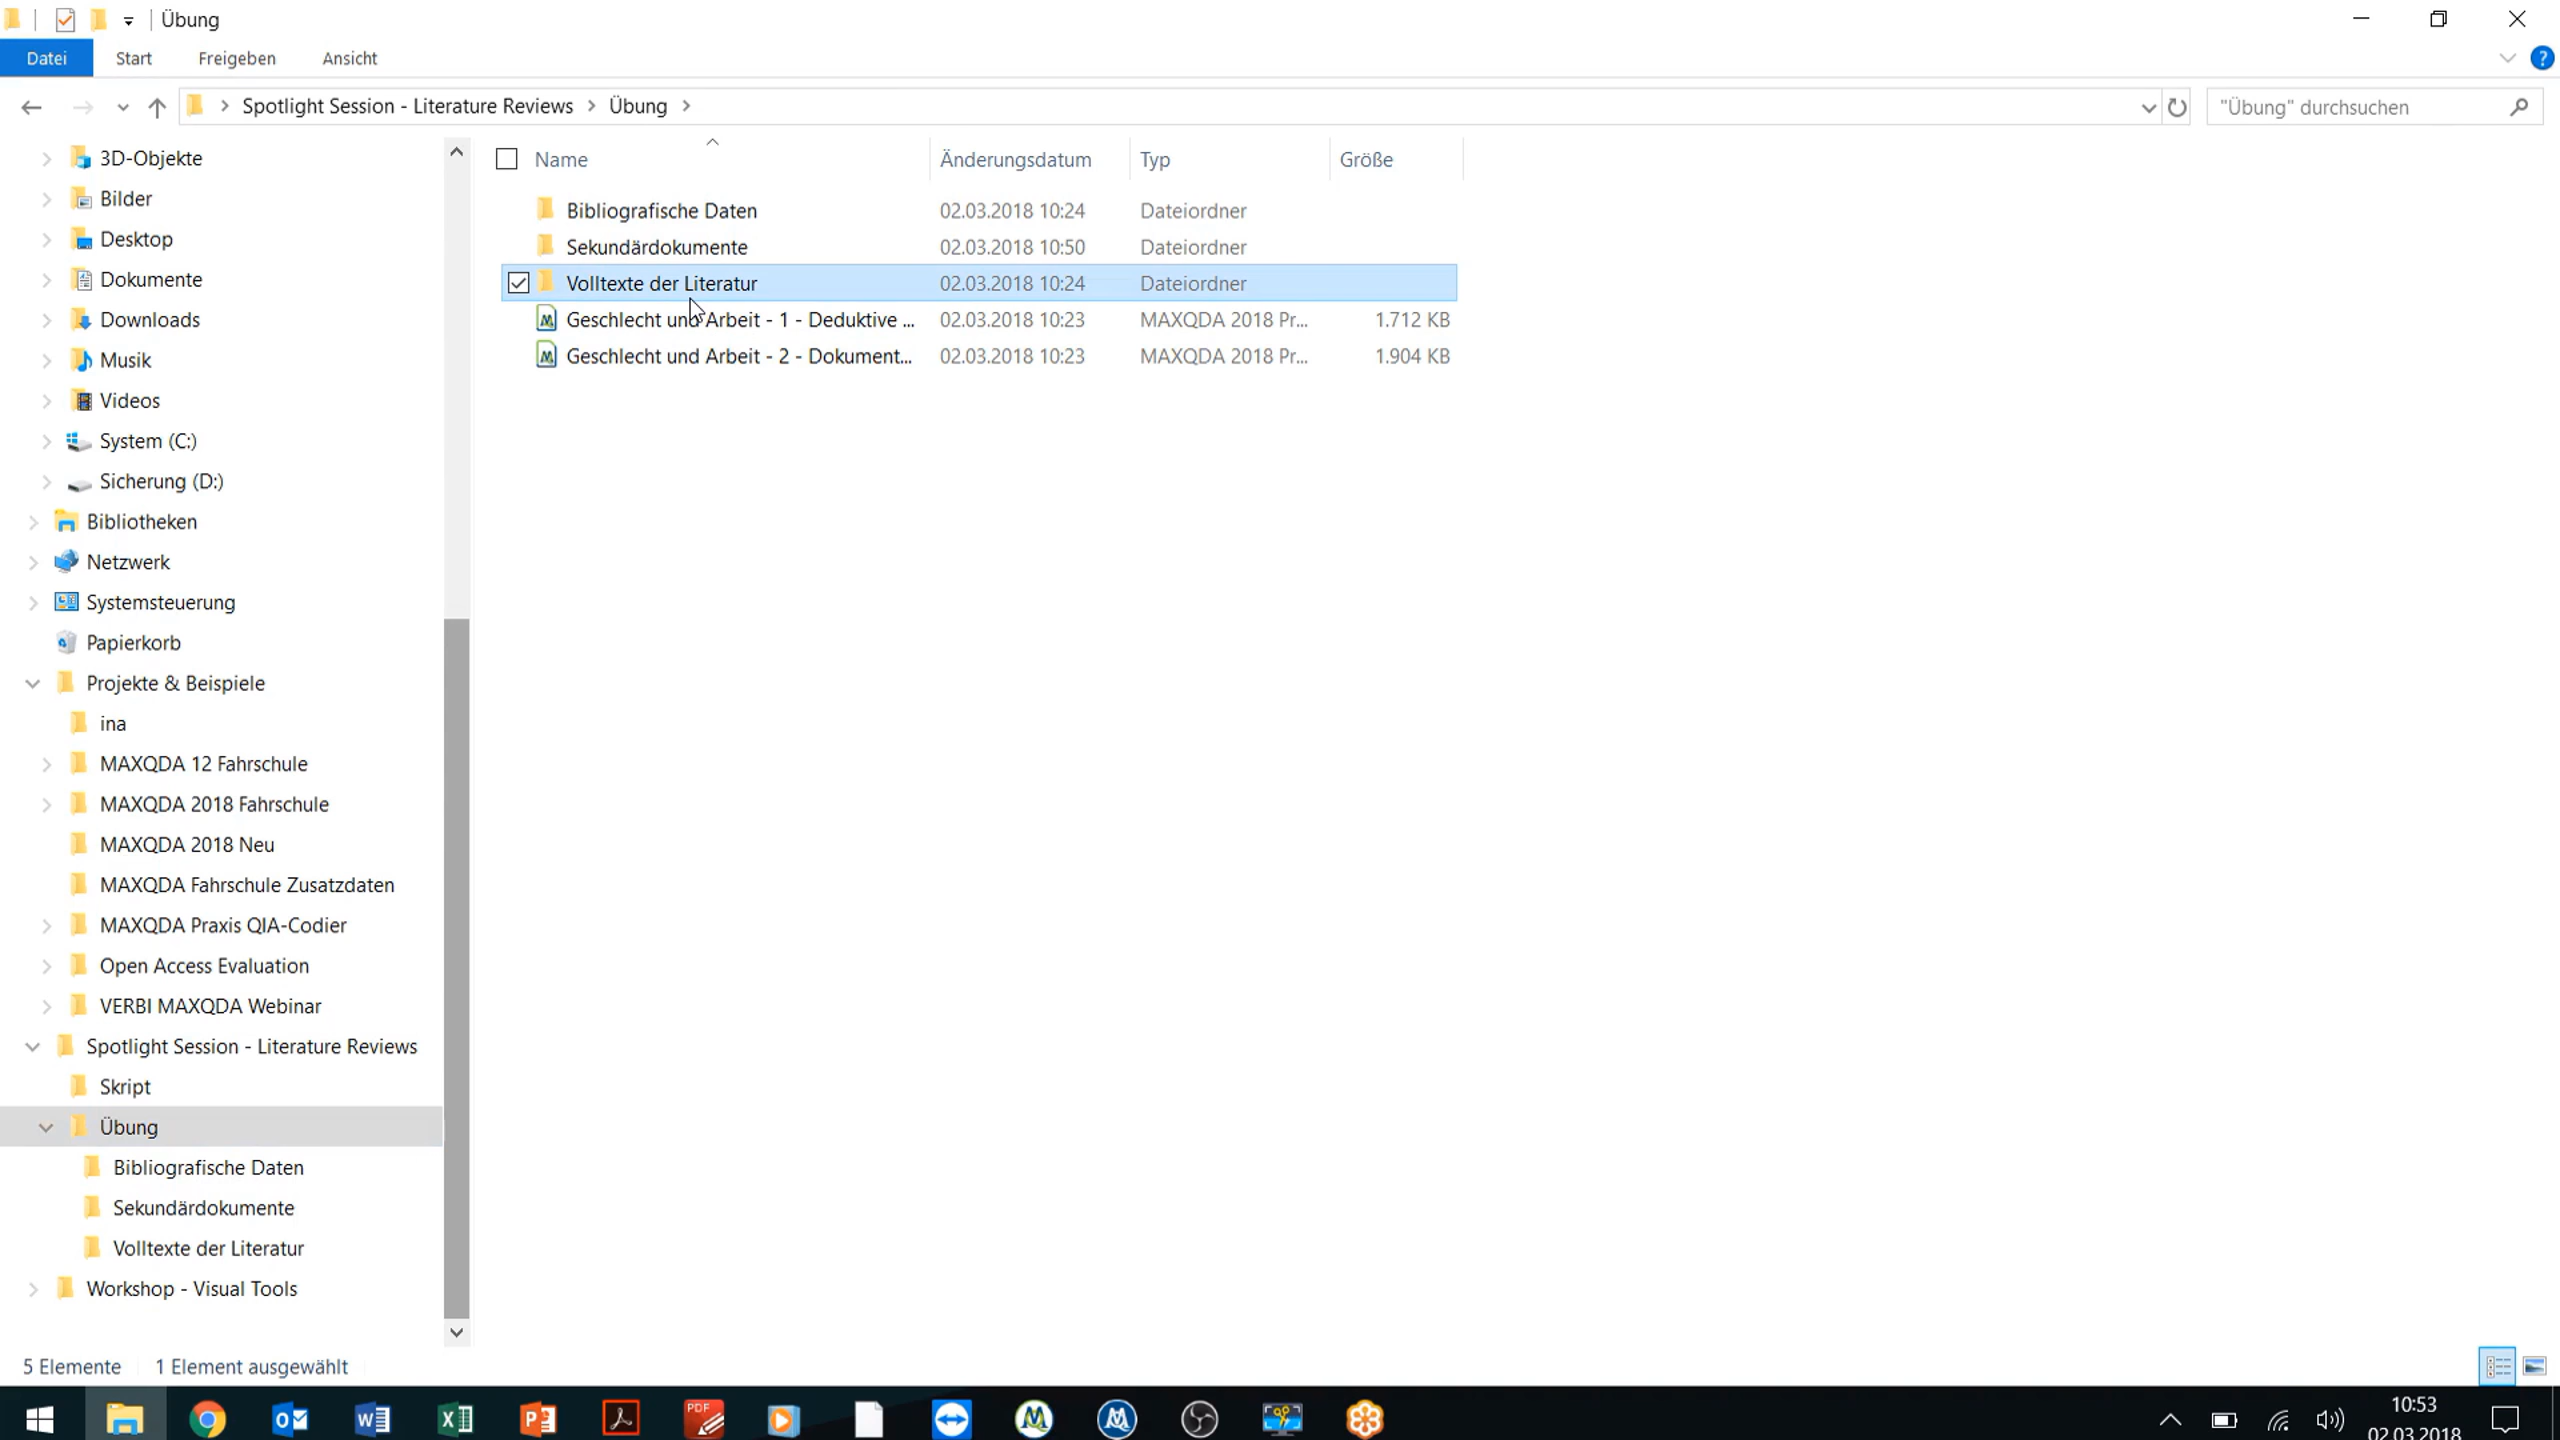 Übung
Datei Start Freigeben Ansicht
Spotlight Session - Literature Reviews Übung
"Übung" durchsuchen
3D-Objekte
Bilder
Desktop
Dokumente
Downloads
Musik
Videos
System (C:)
Sicherung (D:)
Bibliotheken
Netzwerk
Systemsteuerung
Papierkorb
Projekte & Beispiele
ina
MAXQDA 12 Fahrschule
MAXQDA 2018 Fahrschule
MAXQDA 2018 Neu
MAXQDA Fahrschule Zusatzdaten
MAXQDA Praxis QIA-Codier
Open Access Evaluation
VERBI MAXQDA Webinar
Spotlight Session - Literature Reviews
Skript
Übung
Bibliografische Daten
Sekundärdokumente
Volltexte der Literatur
Workshop - Visual Tools
Name Änderungsdatum Typ Größe
Bibliografische Daten 02.03.2018 10:24 Dateiordner
Sekundärdokumente 02.03.2018 10:50 Dateiordner
Volltexte der Literatur 02.03.2018 10:24 Dateiordner
Geschlecht und Arbeit - 1 - Deduktive ... 02.03.2018 10:23 MAXQDA 2018 Pr... 1.712 KB
Geschlecht und Arbeit - 2 - Dokument... 02.03.2018 10:23 MAXQDA 2018 Pr... 1.904 KB
5 Elemente 1 Element ausgewählt
PDF
10:53
02.03.2018